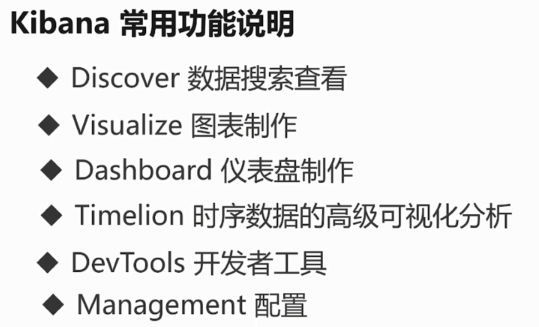 Kibana 常用功能说明
◆ Discover 数据搜索查看
◆ Visualize 图表制作
◆ Dashboard 仪表盘制作
◆ Timelion 时序数据的高级可视化分析
◆ DevTools 开发者工具
◆ Management 配置